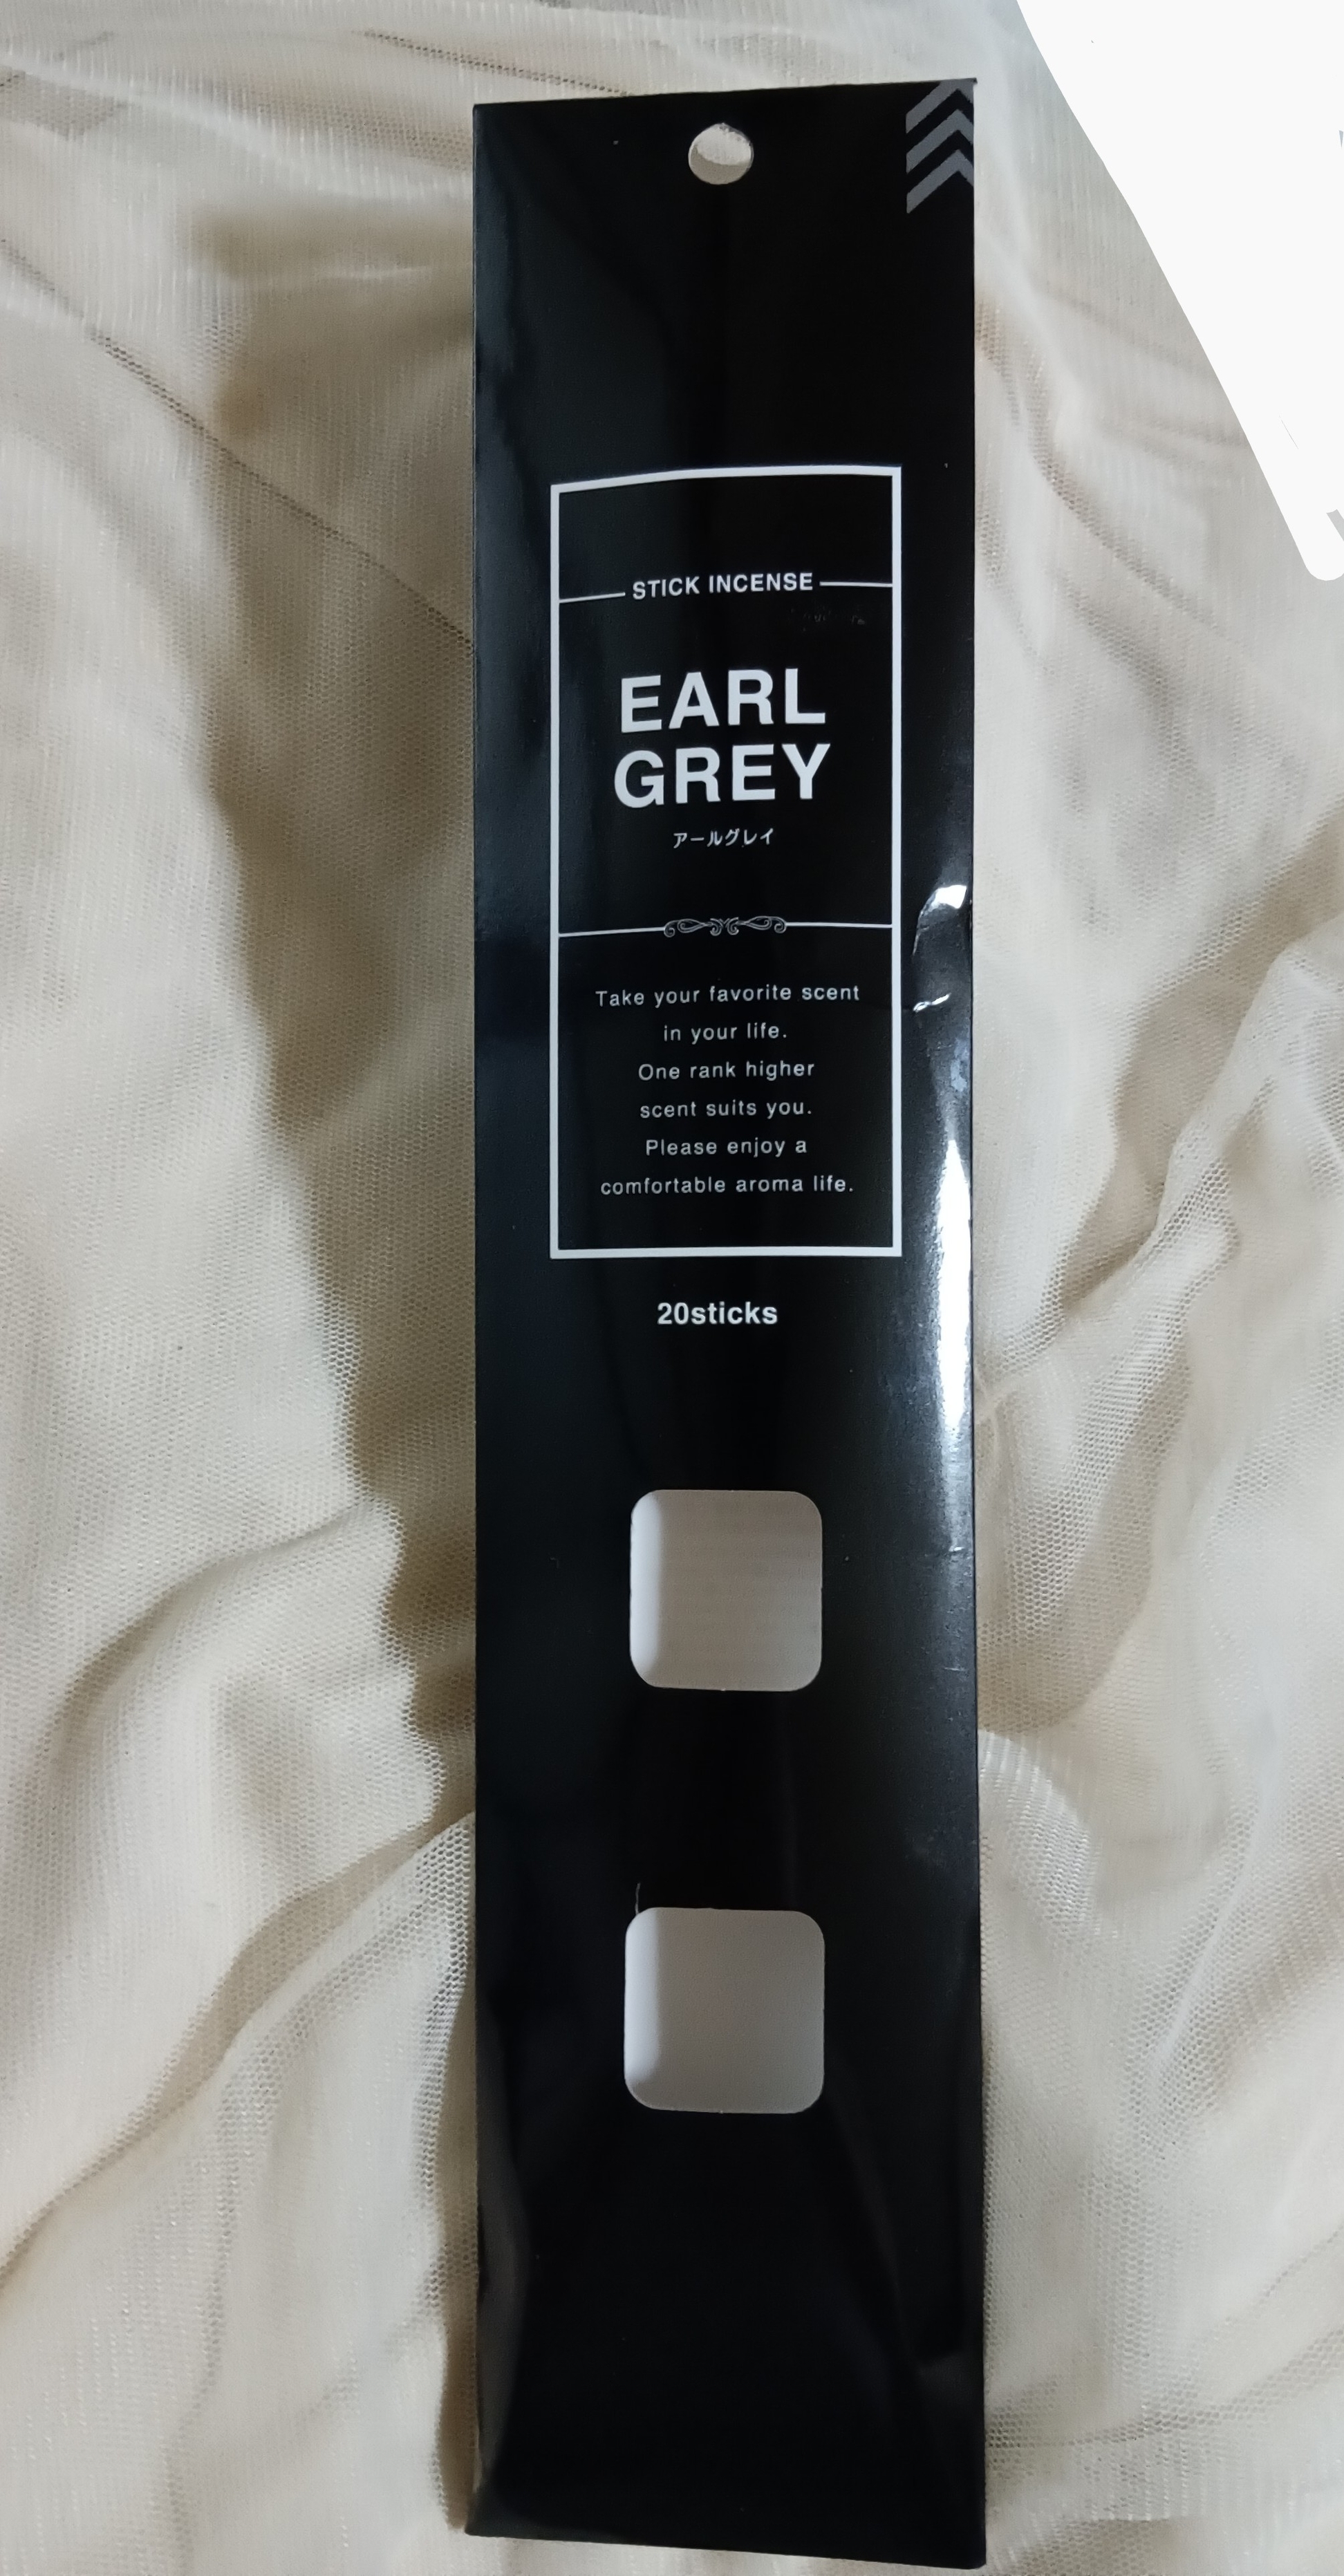 STICK INCENSE
EARL
GREY
アールグレイ
Take your favorite scent
in your life.
One rank higher
scent suits you.
Please enjoy a
comfortable aroma life.
20sticks